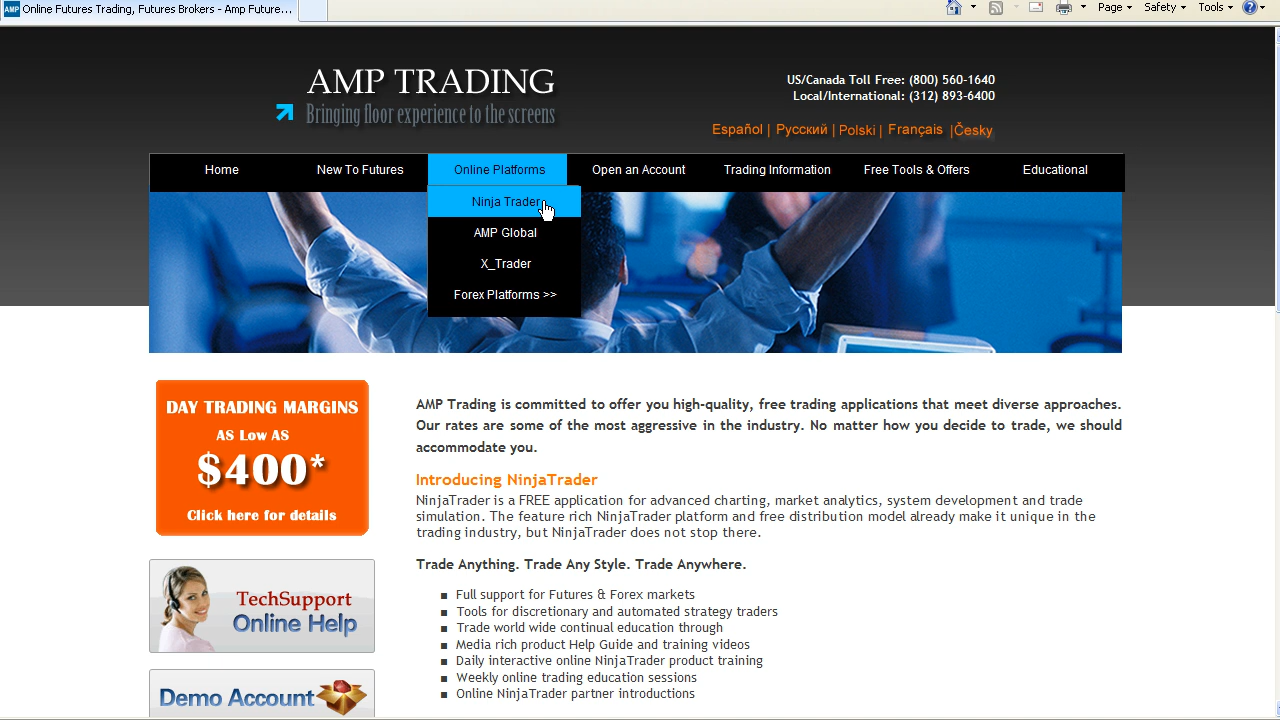 AMP Online Futures Trading, Futures Brokers - Amp Future...
Page
Safety
Tools
AMP TRADING
Bringing floor experience to the screens
US/Canada Toll Free: (800) 560-1640
Local/International: (312) 893-6400
Español | Русский | Polski | Français | Česky
Home
New To Futures
Online Platforms
Open an Account
Trading Information
Free Tools & Offers
Educational
Ninja Trader
AMP Global
X_Trader
Forex Platforms >>
DAY TRADING MARGINS
AS LOW AS
$400*
Click here for details
TechSupport
Online Help
Demo Account
AMP Trading is committed to offer you high-quality, free trading applications that meet diverse approaches.
Our rates are some of the most aggressive in the industry. No matter how you decide to trade, we should
accommodate you.
Introducing NinjaTrader
NinjaTrader is a FREE application for advanced charting, market analytics, system development and trade
simulation. The feature rich NinjaTrader platform and free distribution model already make it unique in the
trading industry, but NinjaTrader does not stop there.
Trade Anything. Trade Any Style. Trade Anywhere.
Full support for Futures & Forex markets
Tools for discretionary and automated strategy traders
Trade world wide continual education through
Media rich product Help Guide and training videos
Daily interactive online NinjaTrader product training
Weekly online trading education sessions
Online NinjaTrader partner introductions